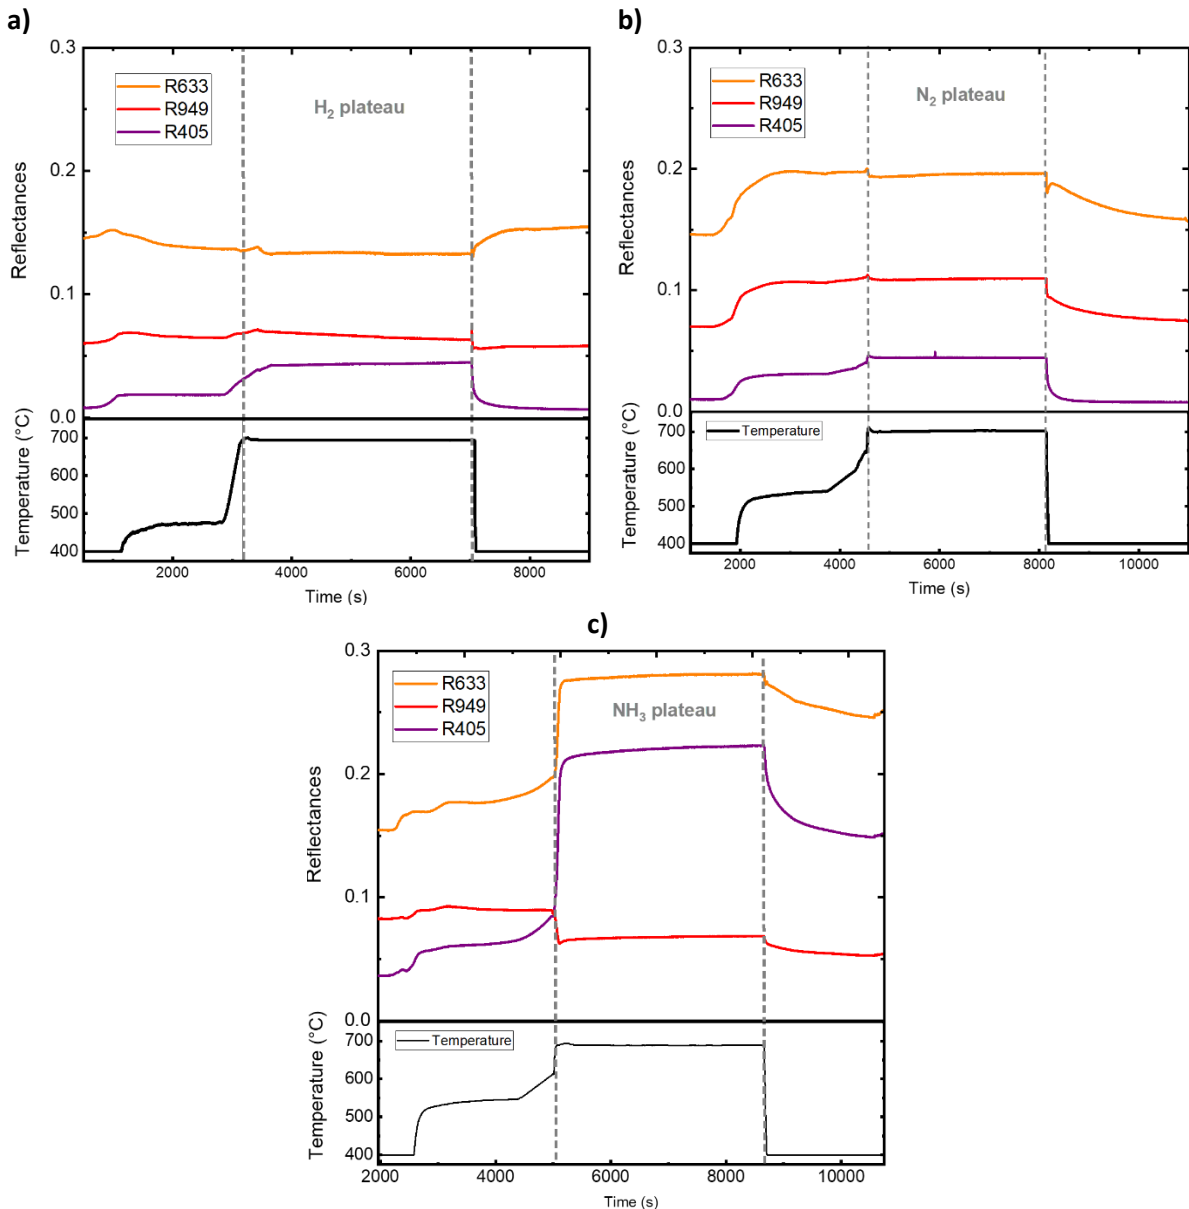 a)
0.3
0.2
0.1
0.0
Reflectances
R633
R949
R405
H2 plateau
700
600
500
400
Temperature (°C)
2000 4000 6000 8000
Time (s)
b)
0.3
0.2
0.1
0.0
Reflectances
R633
R949
R405
N2 plateau
700
600
500
400
Temperature (°C)
Temperature
2000 4000 6000 8000 10000
Time (s)
c)
0.3
0.2
0.1
0.0
Reflectances
R633
R949
R405
NH3 plateau
700
600
500
400
Temperature (°C)
Temperature
2000 4000 6000 8000 10000
Time (s)